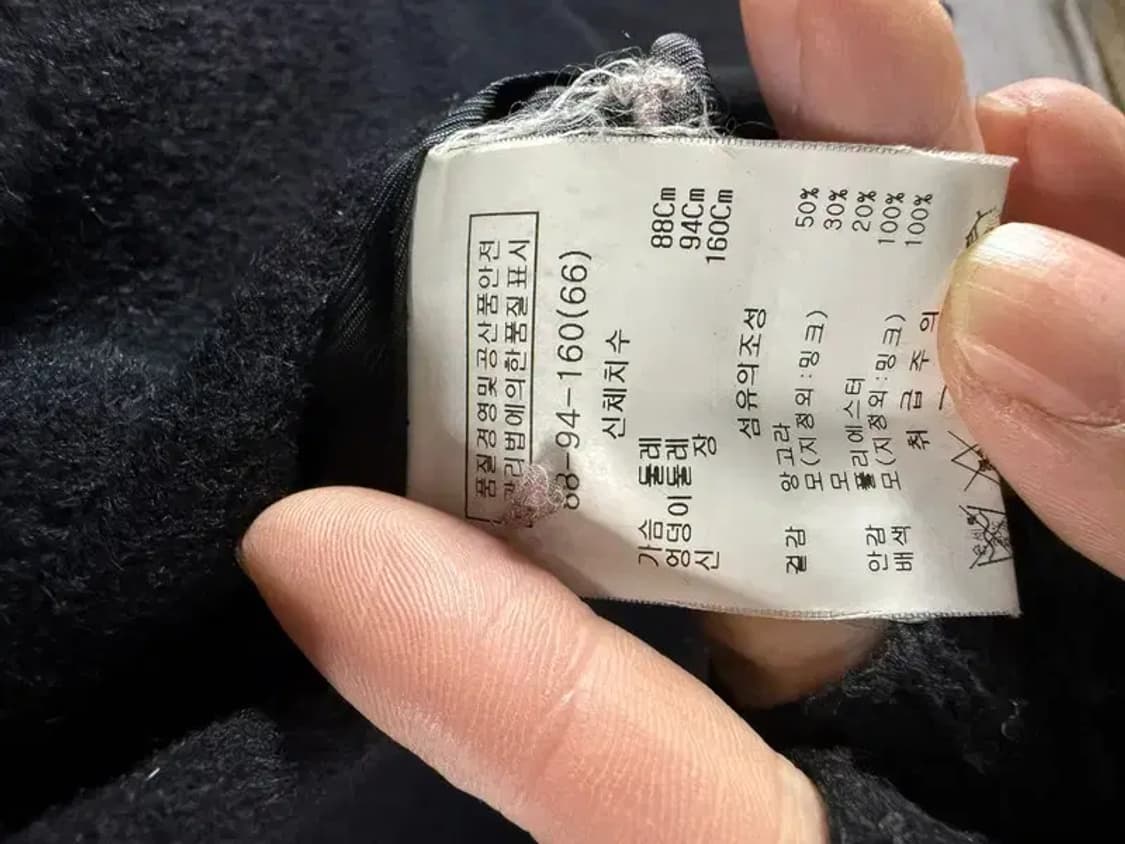 품질경영및 공산품안전
관리법에의한품질표시
88-94-160(66)
신체치수
가슴 둘레 88Cm
엉덩이둘레 94Cm
신 장 160Cm
섬유의조성
겉감 앙고라 50%
모(지정외:밍크) 30%
모 20%
안감 폴리에스터 100%
배색 모(지정외:밍크) 100%
취 급 주 의